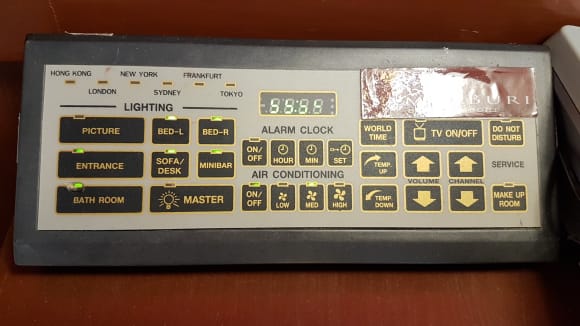 HONG KONG NEW YORK FRANKFURT
LONDON SYDNEY TOKYO
LIGHTING
PICTURE BED-L BED-R
ENTRANCE SOFA/DESK MINIBAR
BATH ROOM MASTER
ALARM CLOCK
ON/OFF HOUR MIN SET
AIR CONDITIONING
ON/OFF LOW MED HIGH
WORLD TIME TV ON/OFF DO NOT DISTURB
TEMP. UP SERVICE
VOLUME CHANNEL
TEMP. DOWN MAKE UP ROOM